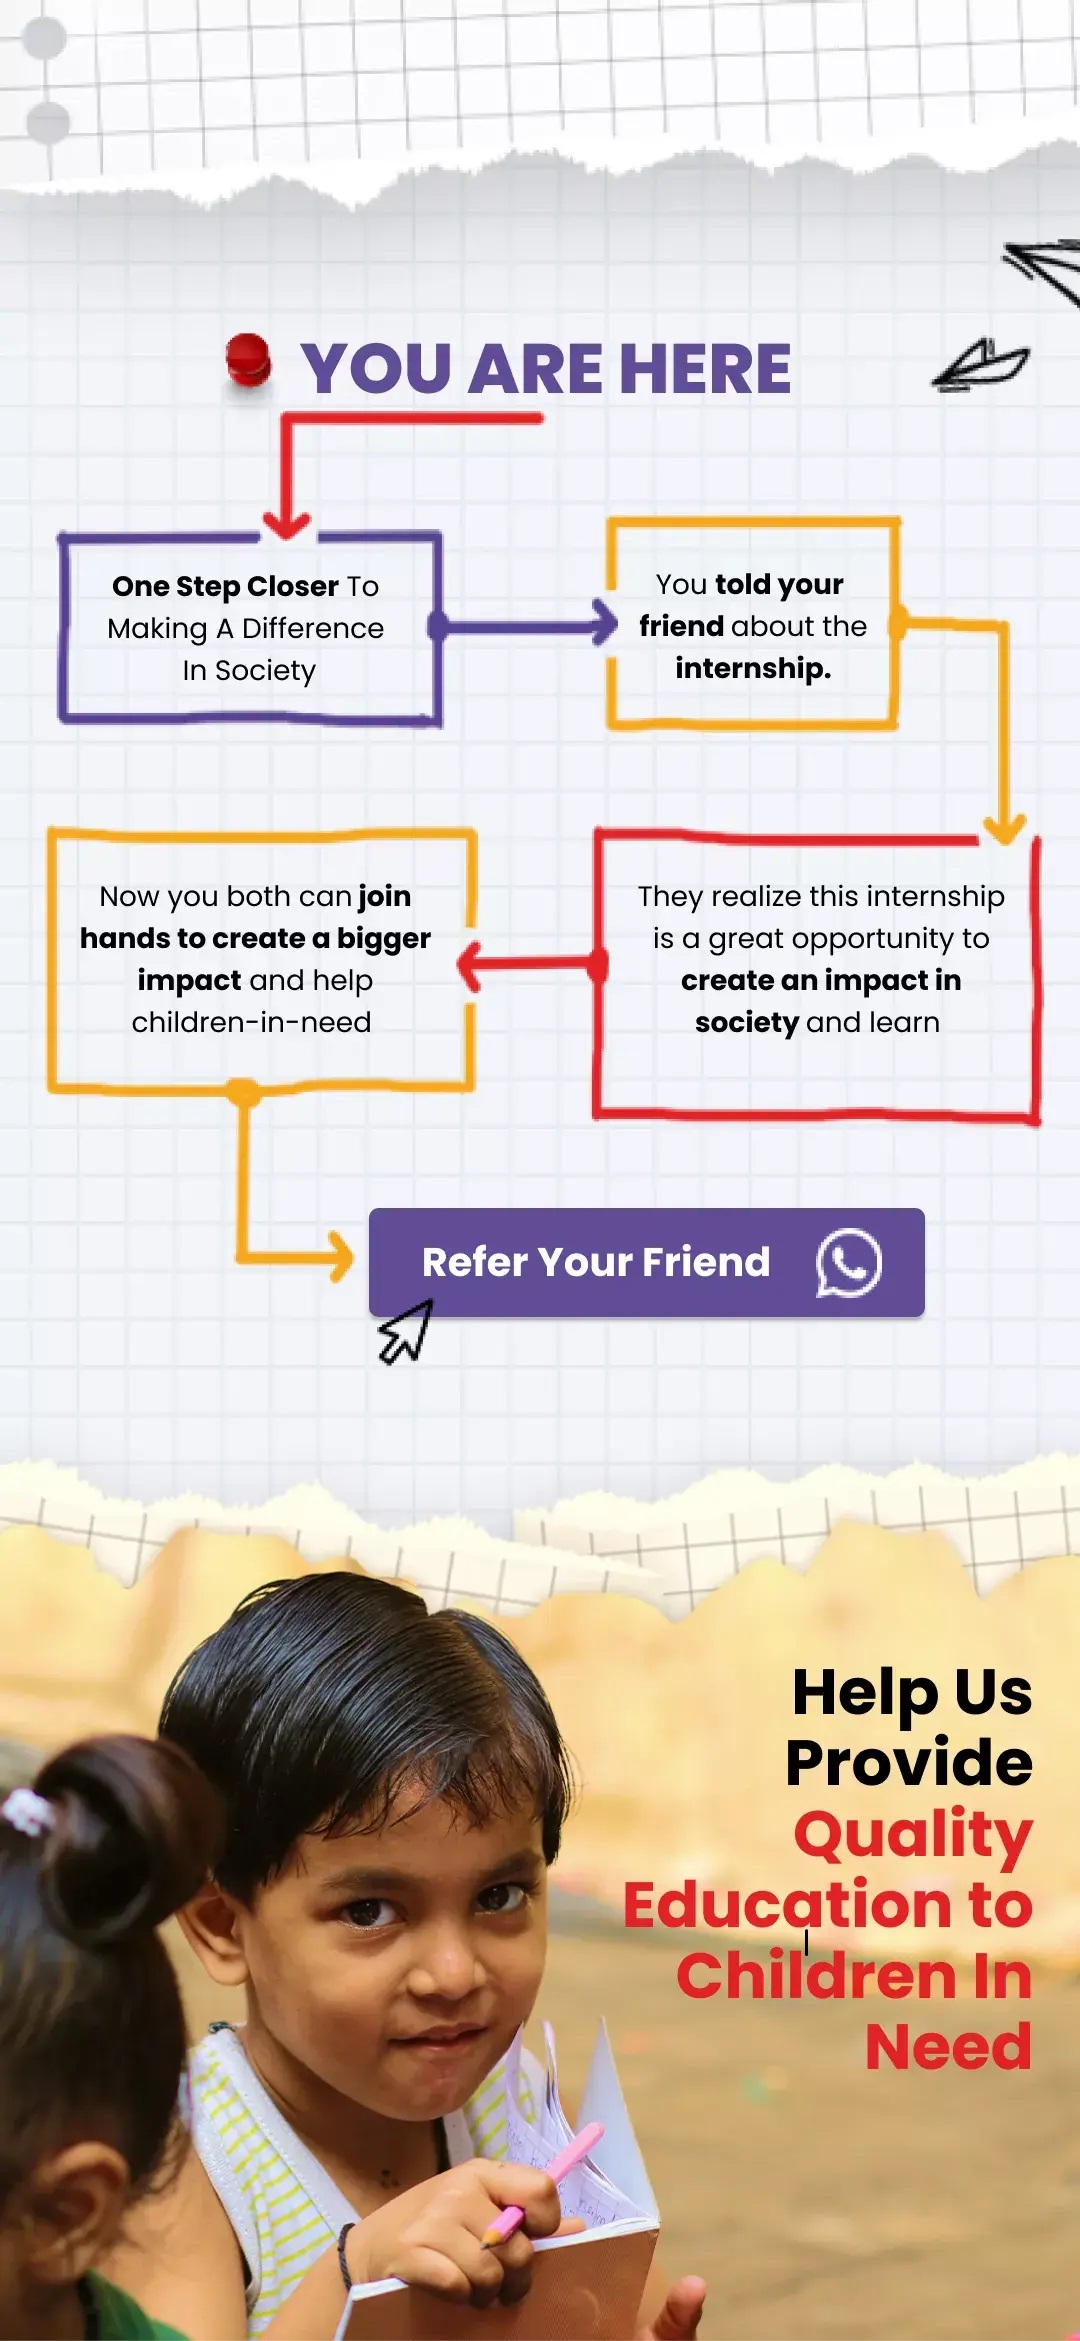 YOU ARE HERE
One Step Closer To
Making A Difference
In Society
You told your
friend about the
internship.
They realize this internship
is a great opportunity to
create an impact in
society and learn
Now you both can join
hands to create a bigger
impact and help
children-in-need
Refer Your Friend
Help Us
Provide
Quality
Education to
Children In
Need